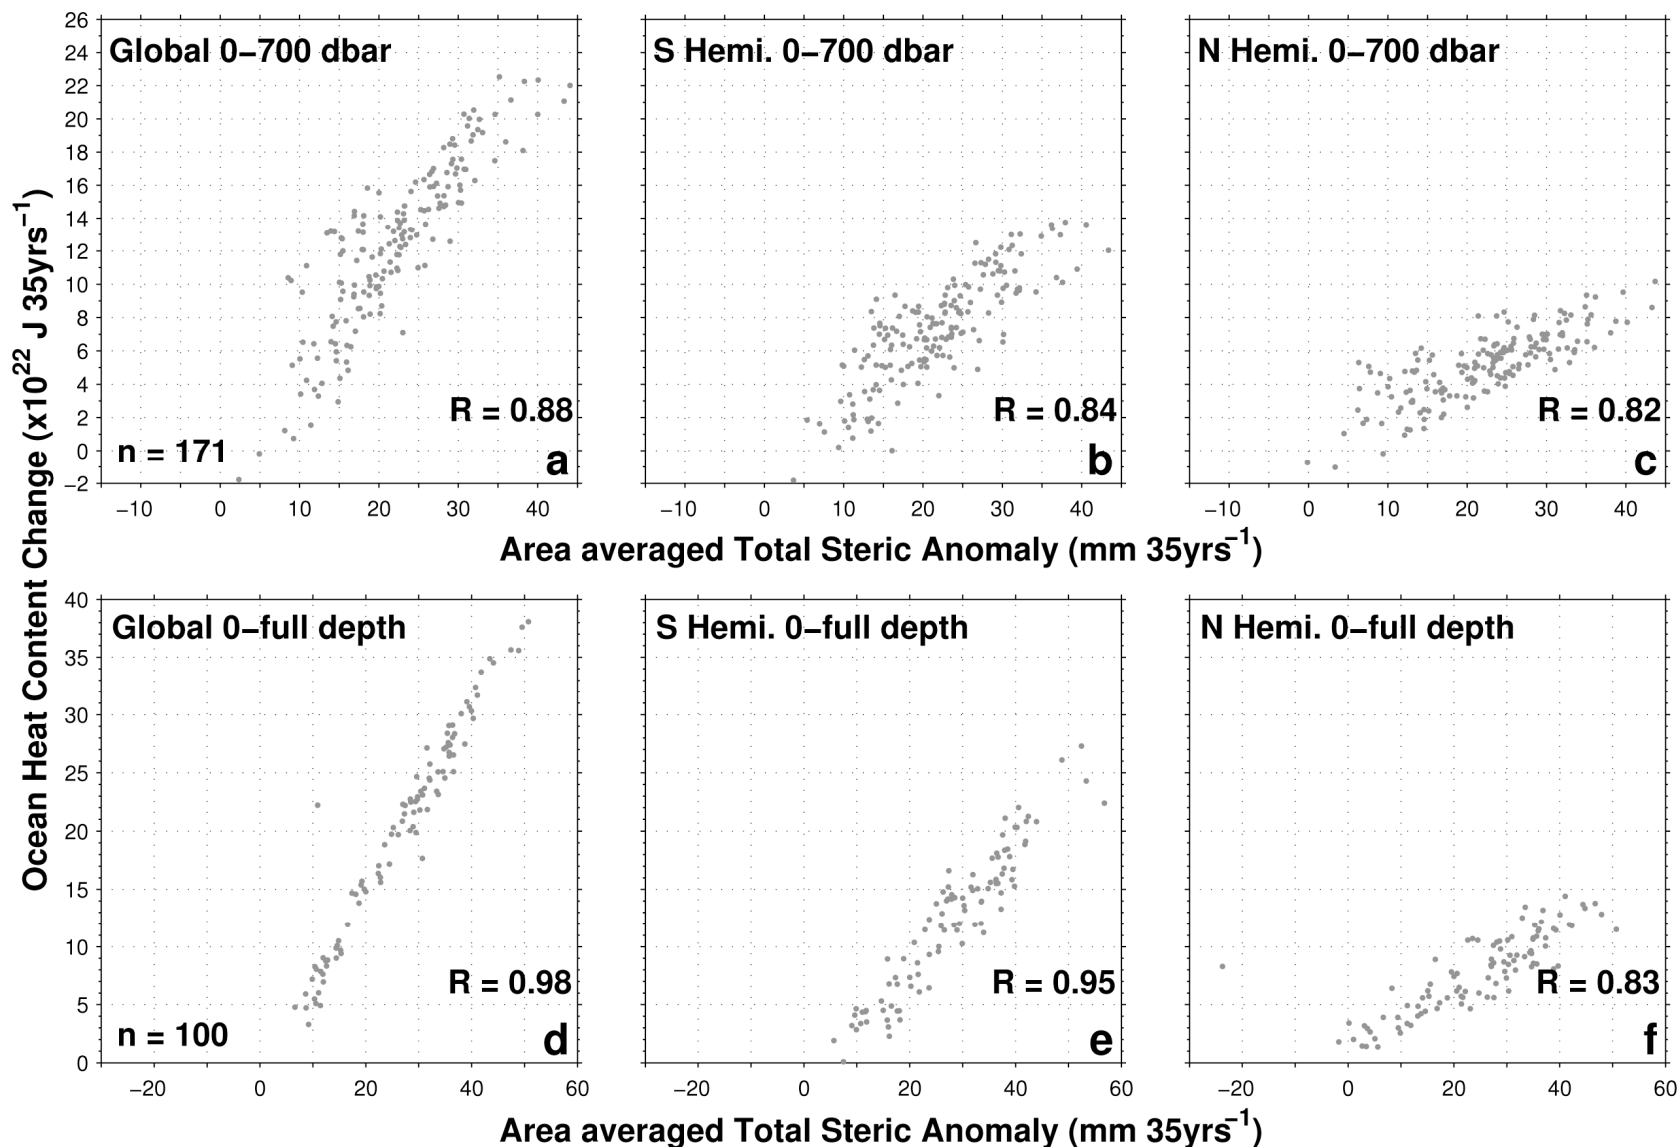 Ocean Heat Content Change (x10²² J 35yrs⁻¹)
Global 0−700 dbar
26
24
22
20
18
16
14
12
10
8
6
4
2
0
−2
R = 0.88
n = 171
a
−10 0 10 20 30 40
S Hemi. 0−700 dbar
R = 0.84
b
−10 0 10 20 30 40
N Hemi. 0−700 dbar
R = 0.82
c
−10 0 10 20 30 40
Area averaged Total Steric Anomaly (mm 35yrs⁻¹)
Global 0−full depth
40
35
30
25
20
15
10
5
0
R = 0.98
n = 100
d
−20 0 20 40 60
S Hemi. 0−full depth
R = 0.95
e
−20 0 20 40 60
N Hemi. 0−full depth
R = 0.83
f
−20 0 20 40 60
Area averaged Total Steric Anomaly (mm 35yrs⁻¹)